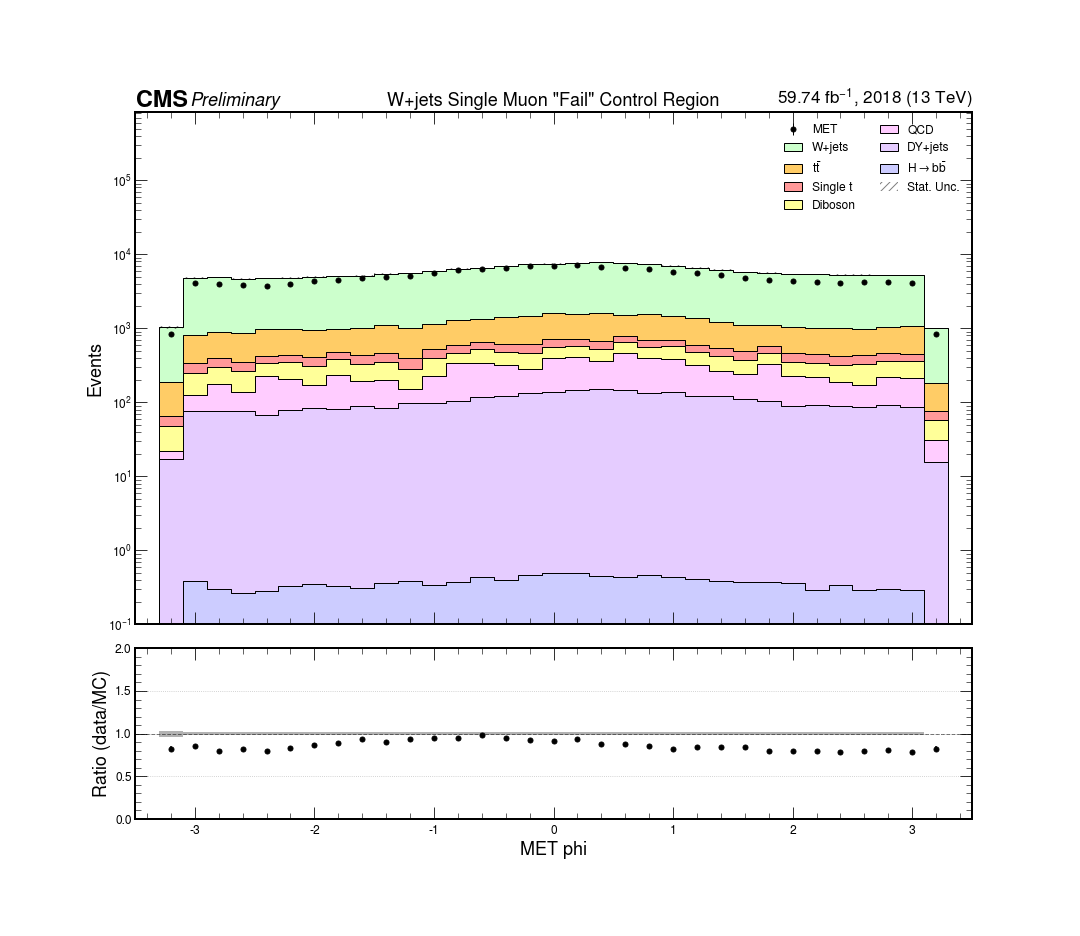 CMS Preliminary W+jets Single Muon "Fail" Control Region 59.74 fb⁻¹, 2018 (13 TeV)
MET QCD
W+jets DY+jets
tt̄ H→bb̄
Single t Stat. Unc.
Diboson
10⁵
10⁴
10³
10²
10¹
10⁰
10⁻¹
Events
2.0
1.5
1.0
0.5
0.0
Ratio (data/MC)
-3 -2 -1 0 1 2 3
MET phi